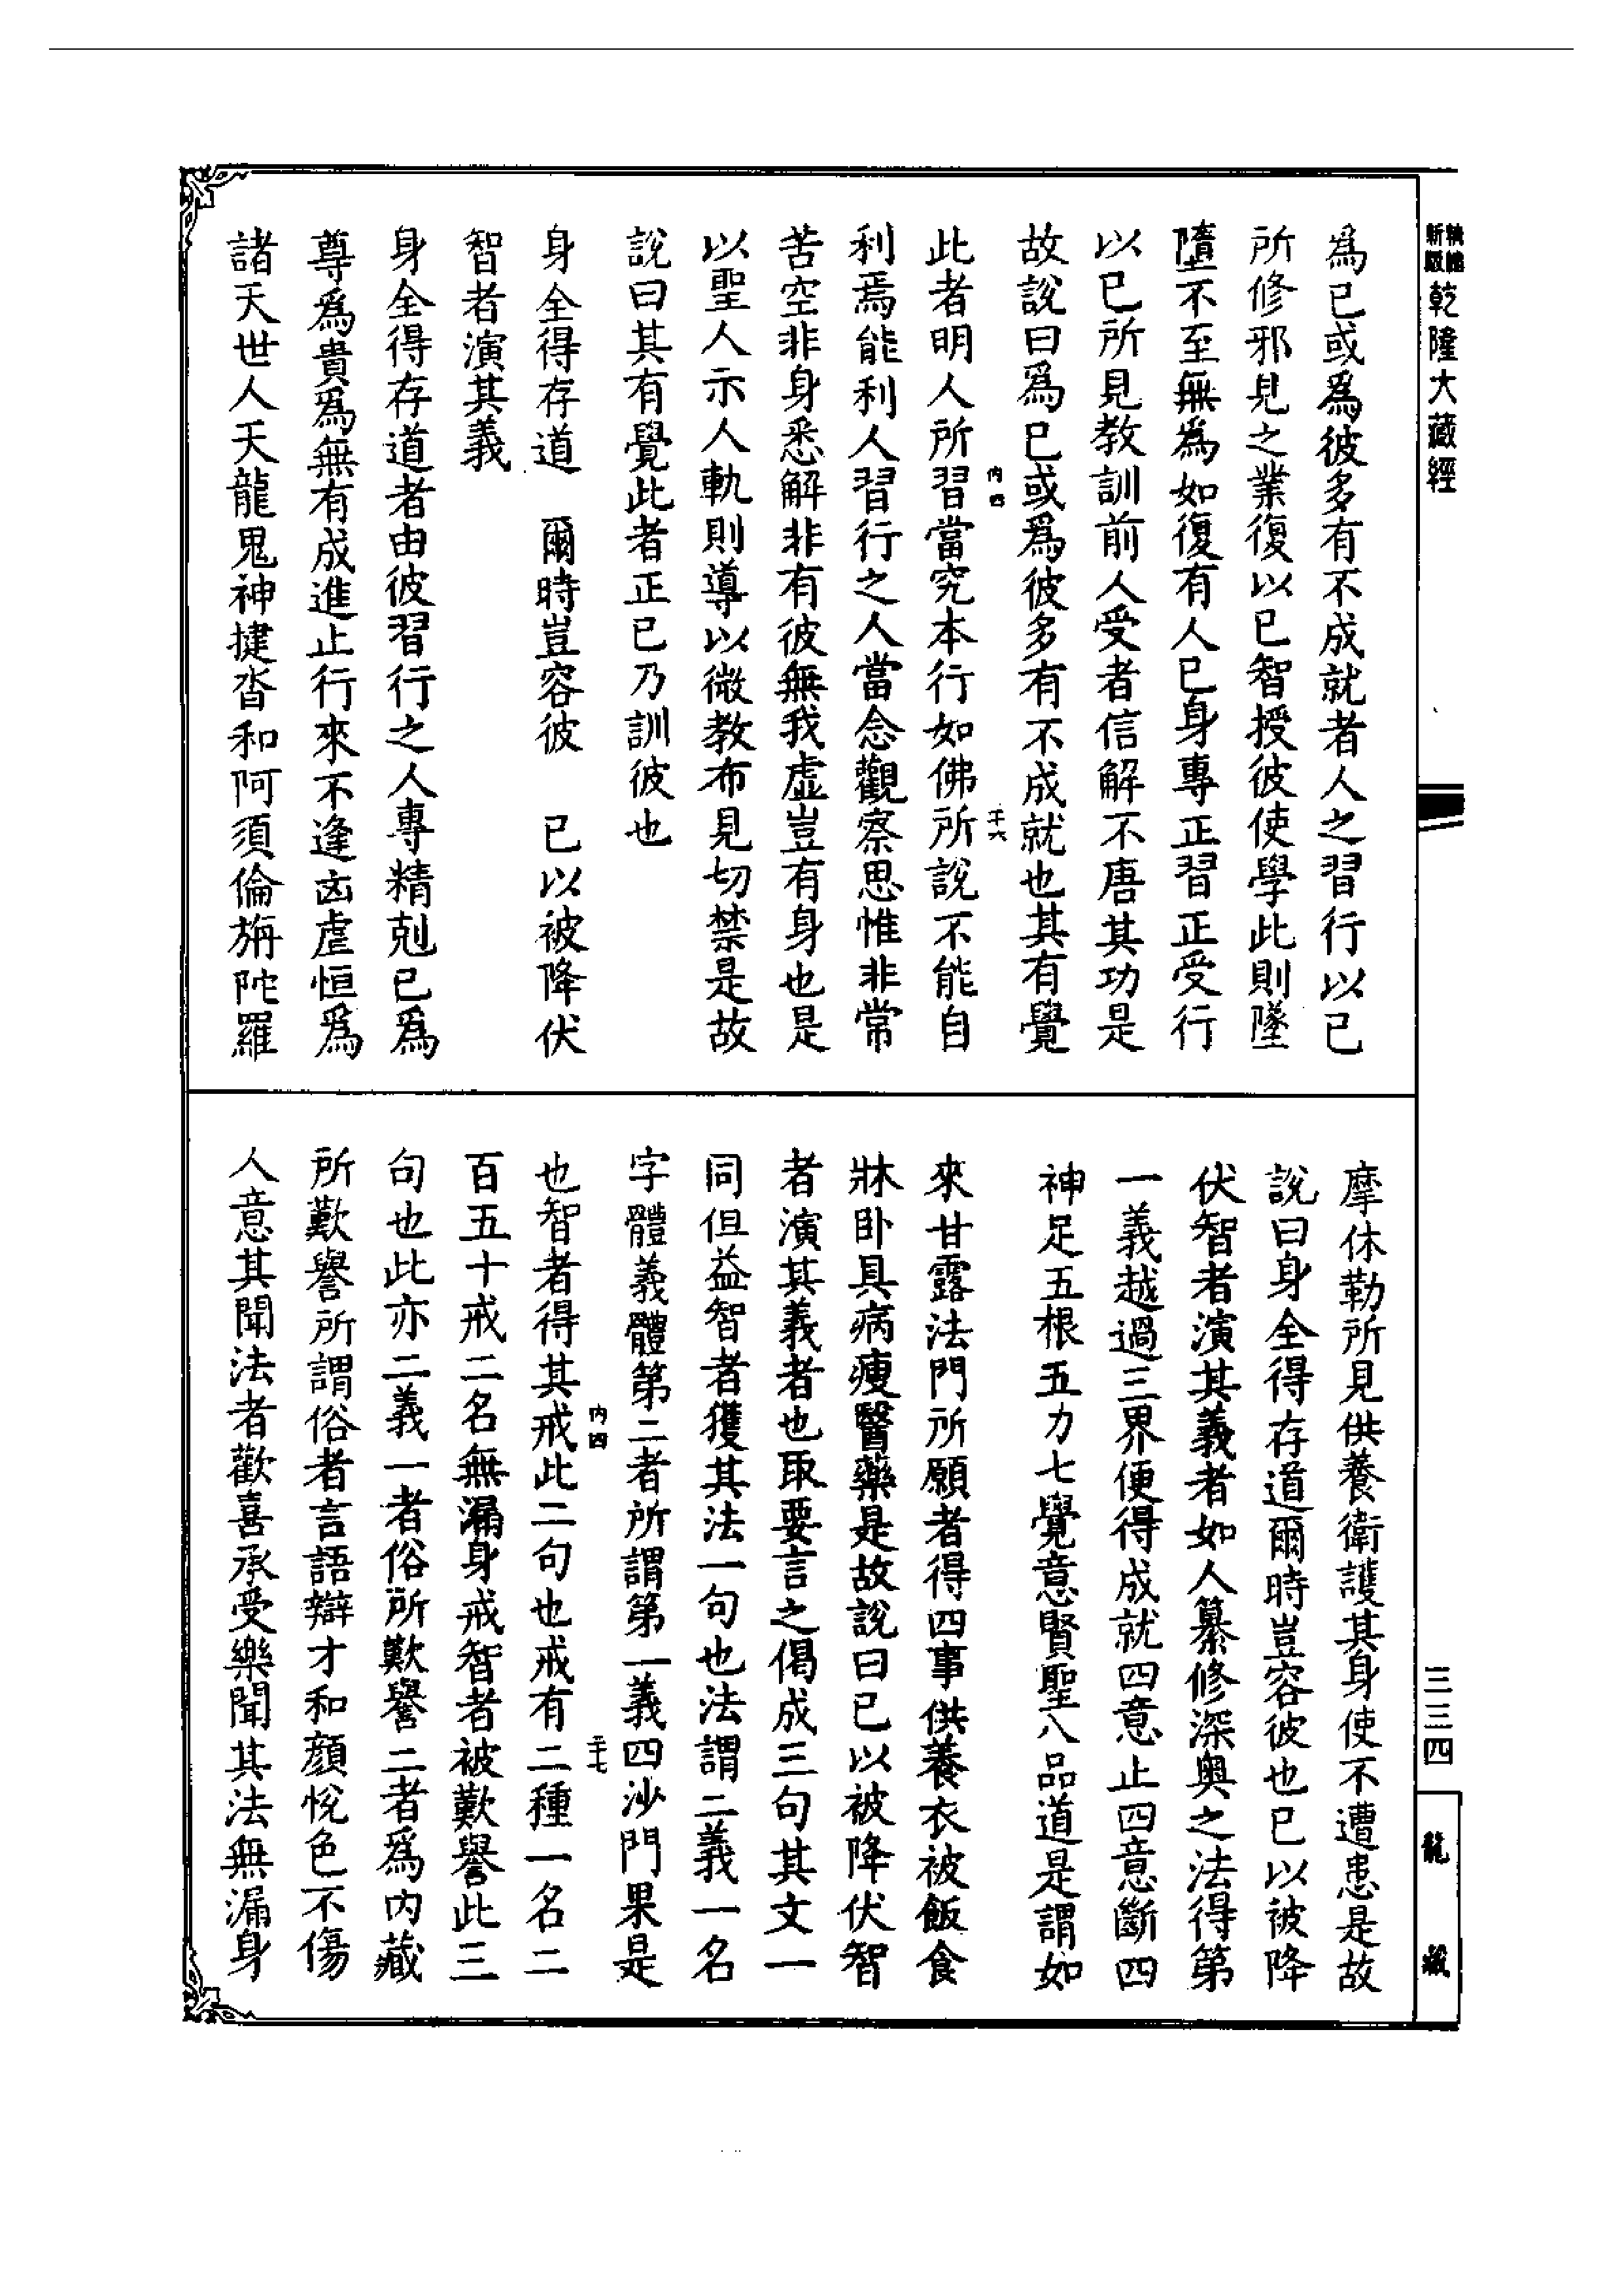 乾隆大藏經
為已或為彼多有不成就者人之習行以已
所修邪見之業復以已智授彼使學此則墜
墮不至無為如復有人已身專正習正受行
以已所見教訓前人受者信解不唐其功是
故說曰為已或為彼多有不成就也其有覺
此者明人所習當究本行如佛所說不能自
內四
二十六
利焉能利人習行之人當念觀察思惟非常
苦空非身悉解非有彼無我虛豈有身也是
以聖人示人軌則導以微教布見切禁是故
說曰其有覺此者正已乃訓彼也
身全得存道　爾時豈容彼　已以被降伏
智者演其義
身全得存道者由彼習行之人專精剋已為
尊為貴為無有成進止行來不逢凶虐恒為
諸天世人天龍鬼神揵沓和阿須倫旃陀羅
摩休勒所見供養衛護其身使不遭患是故
說曰身全得存道爾時豈容彼也已以被降
伏智者演其義者如人纂修深奥之法得第
一義越過三界便得成就四意止四意斷四
神足五根五力七覺意賢聖八品道是謂如
來甘露法門所願者得四事供養衣被飯食
牀卧具病瘦醫藥是故說曰已以被降伏智
者演其義者也取要言之偈成三句其文一
同但益智者獲其法一句也法謂二義一名
字體義體第二者所謂第一義四沙門果是
也智者得其戒此二句也戒有二種一名二
內四
二十七
百五十戒二名無漏身戒智者被歎譽此三
句也此亦二義一者俗所歎譽二者為內藏
所歎譽所謂俗者言語辯才和顏悅色不傷
人意其聞法者歡喜承受樂聞其法無漏身
三三四
龍藏